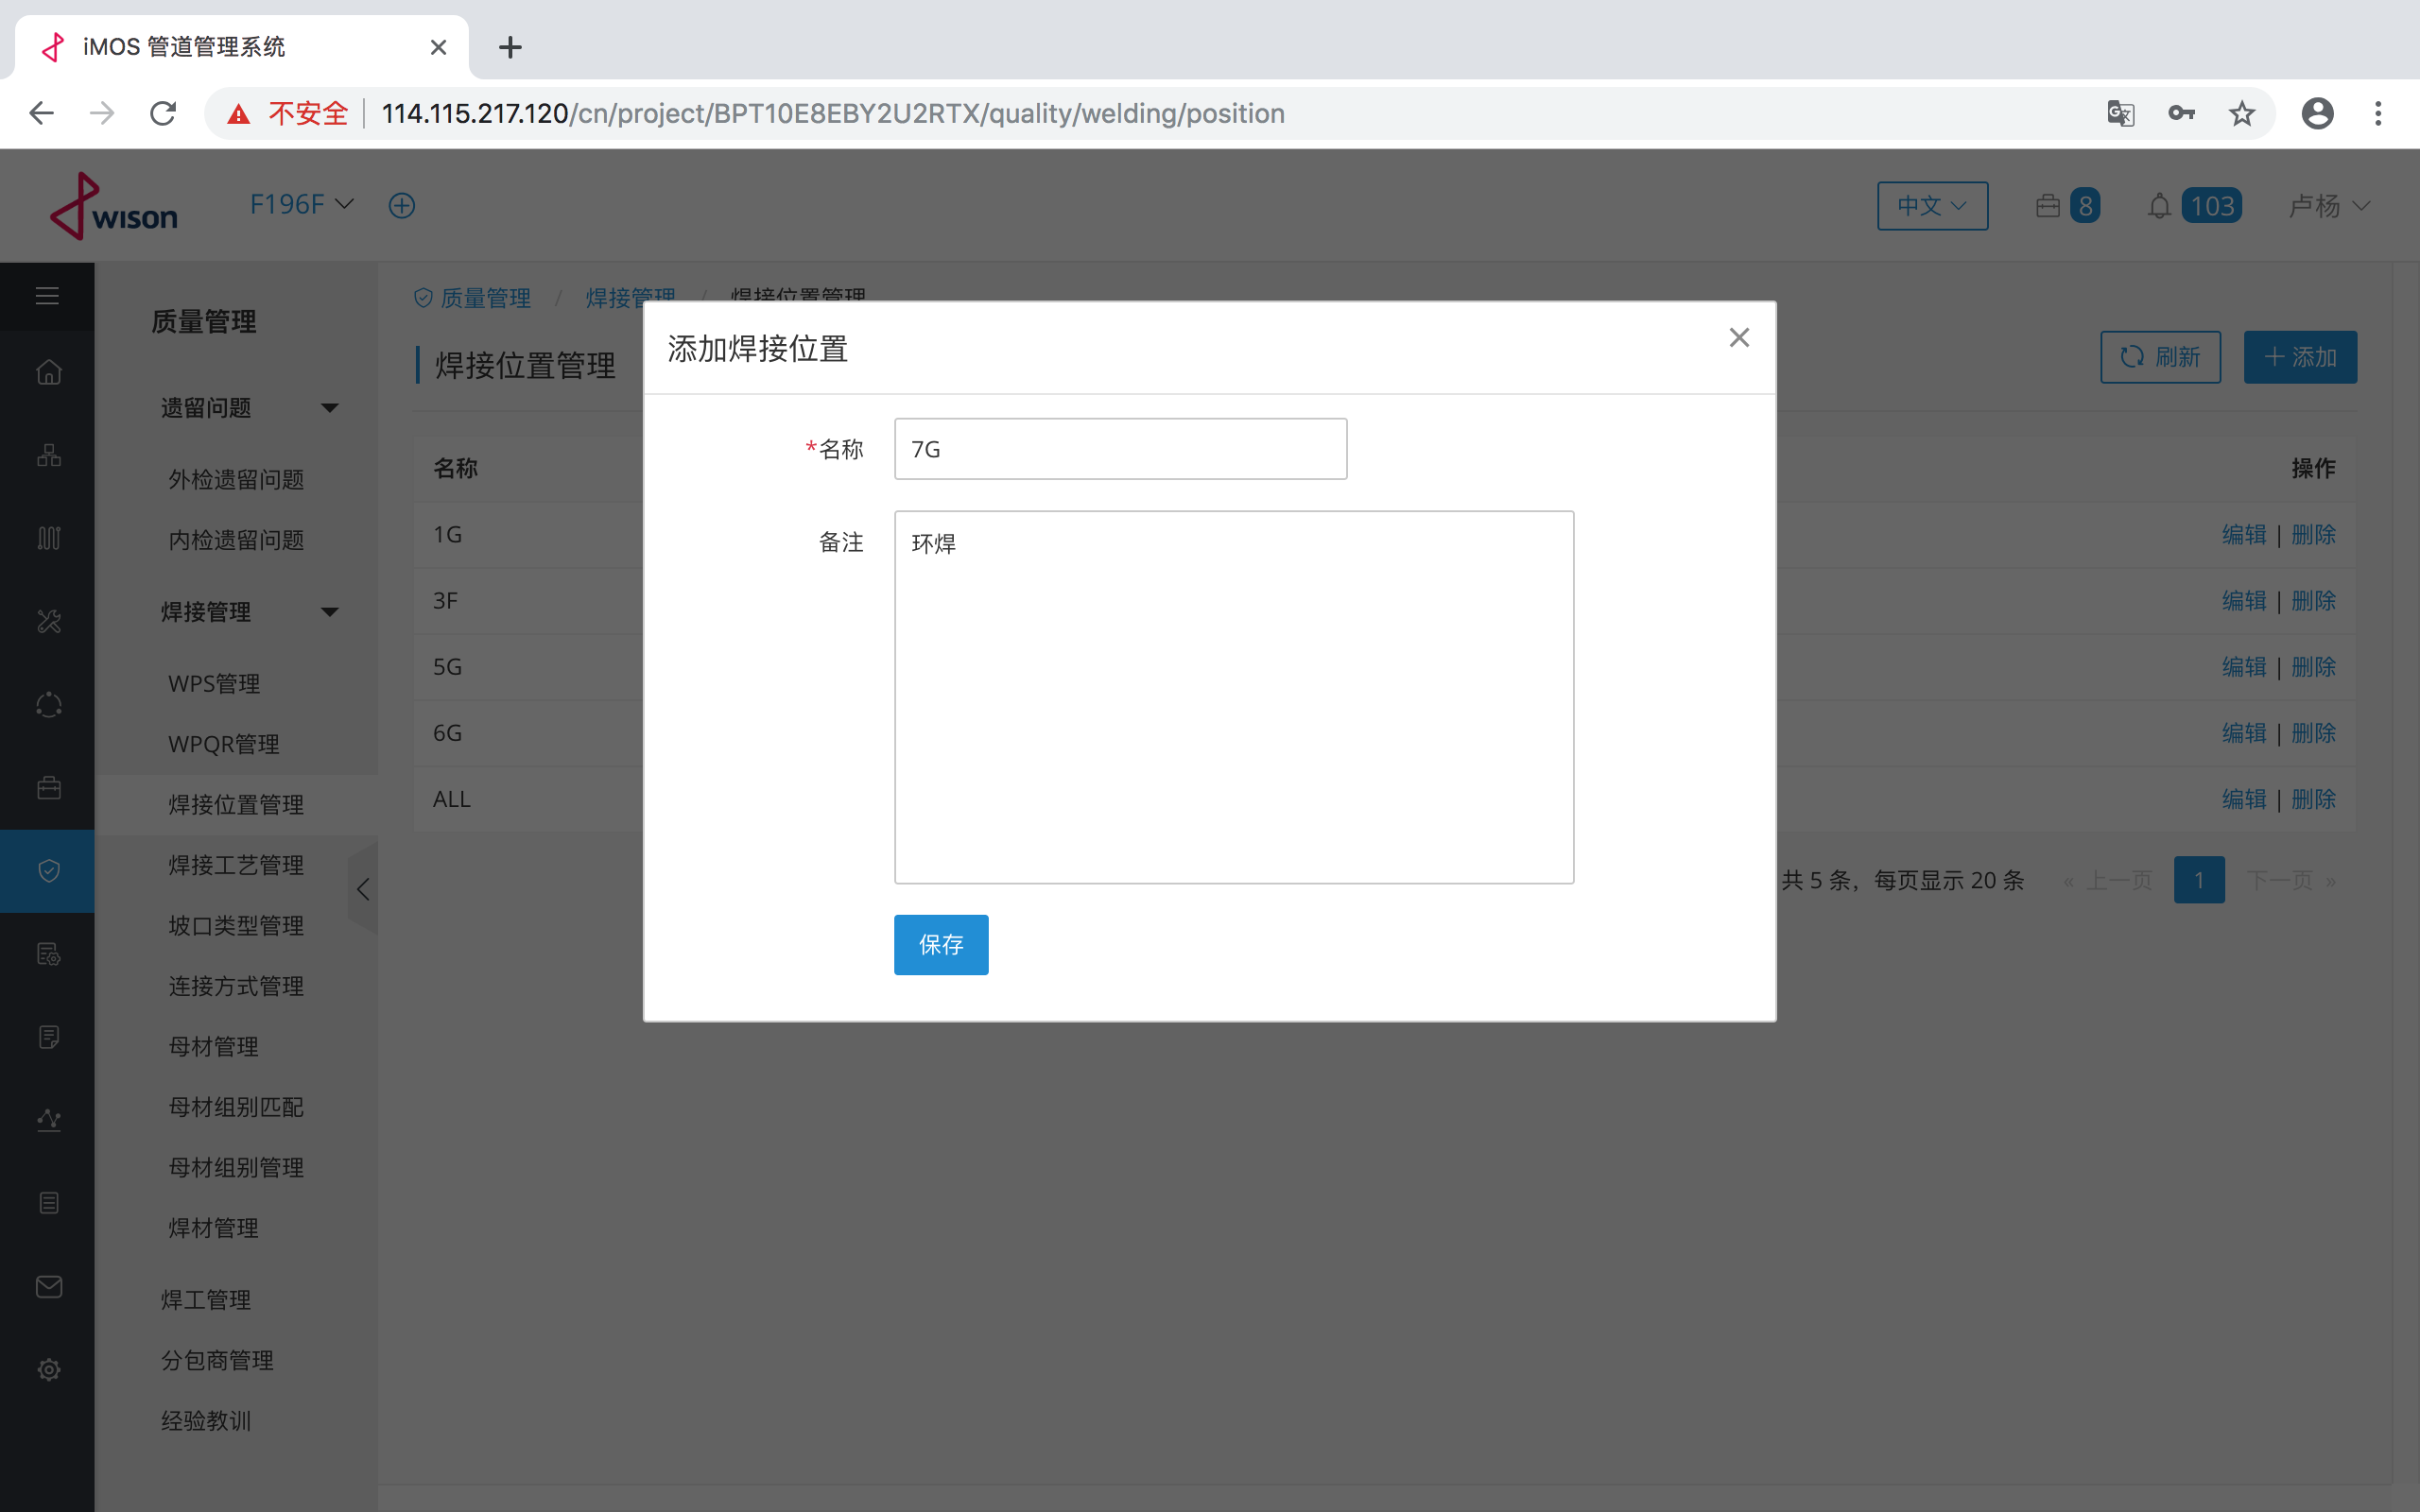 iMOS 管道管理系统
不安全 114.115.217.120/cn/project/BPT10E8EBY2U2RTX/quality/welding/position
wison
F196F
中文
8
103
卢杨
质量管理
遗留问题
外检遗留问题
内检遗留问题
焊接管理
WPS管理
WPQR管理
焊接位置管理
焊接工艺管理
坡口类型管理
连接方式管理
母材管理
母材组别匹配
母材组别管理
焊材管理
焊工管理
分包商管理
经验教训
质量管理 / 焊接管理 / 焊接位置管理
焊接位置管理
刷新
添加
名称 操作
1G 编辑 | 删除
3F 编辑 | 删除
5G 编辑 | 删除
6G 编辑 | 删除
ALL 编辑 | 删除
共 5 条，每页显示 20 条 « 上一页 1 下一页 »
添加焊接位置
*名称 7G
备注 环焊
保存